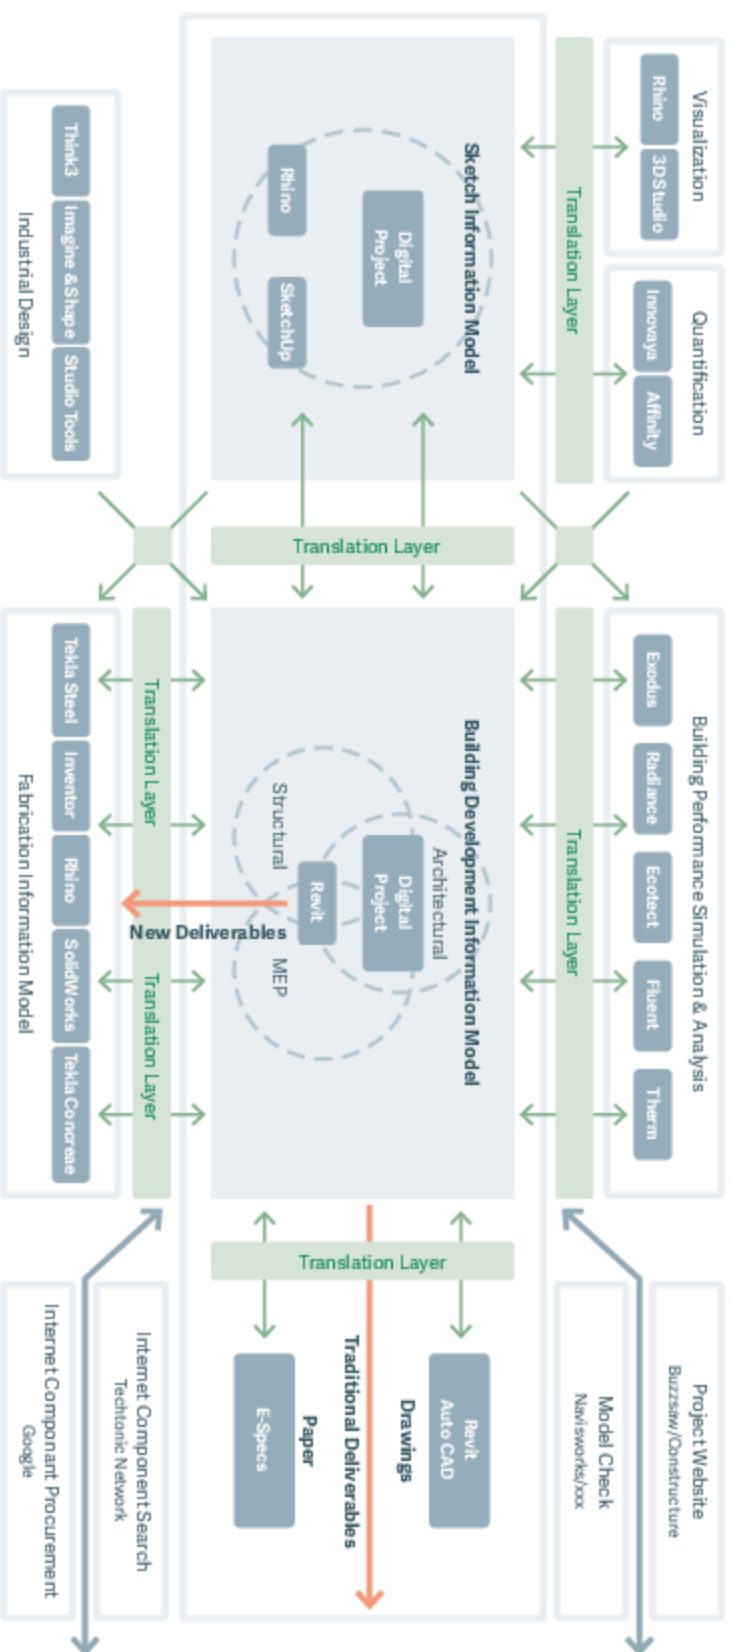 Visualization
Rhino
3DStudio
Quantification
Innovaya
Affinity
Translation Layer
Sketch Information Model
Digital
Project
Rhino
SketchUp
Think3
Imagine &Shape
Studio Tools
Industrial Design
Translation Layer
Building Performance Simulation & Analysis
Exodus
Radiance
Ecotect
Fluent
Therm
Translation Layer
Building Development Information Model
Architectural
Digital
Project
Revit
Structural
MEP
New Deliverables
Translation Layer
Translation Layer
Tekla Steel
Inventor
Rhino
SolidWorks
Tekla Concreae
Fabrication Information Model
Translation Layer
Project Website
Buzzsaw/Constructure
Model Check
Navisworks/xxx
Revit
Auto CAD
Drawings
Traditional Deliverables
Paper
E-Specs
Internet Component Search
Techtonic Network
Internet Componant Procurement
Google